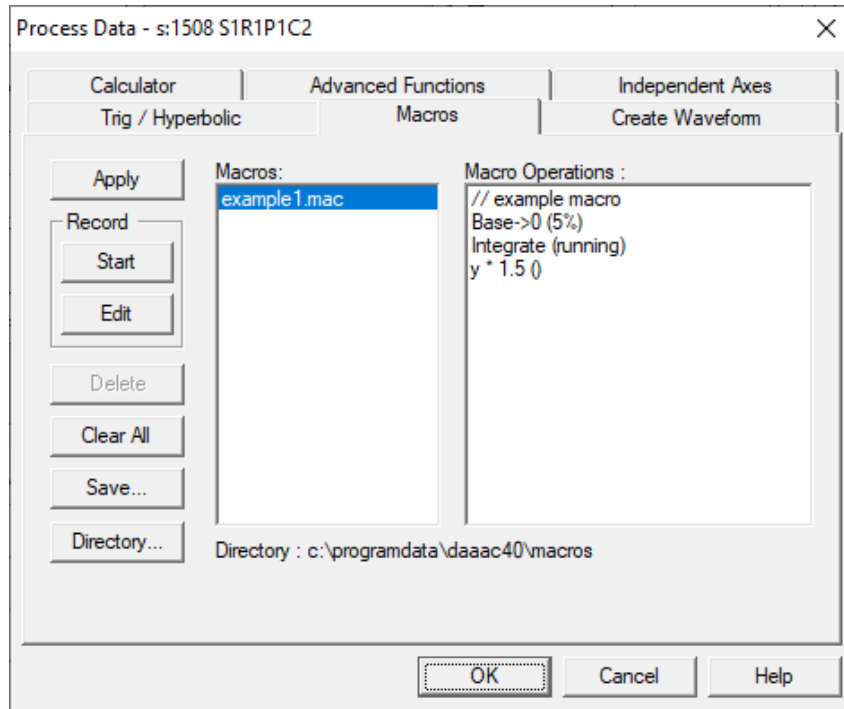 Process Data - s:1508 S1R1P1C2
Calculator
Advanced Functions
Independent Axes
Trig / Hyperbolic
Macros
Create Waveform
Apply
Record
Start
Edit
Delete
Clear All
Save...
Directory...
Macros:
example1.mac
Macro Operations :
// example macro
Base->0 (5%)
Integrate (running)
y * 1.5 ()
Directory : c:\programdata\daaac40\macros
OK
Cancel
Help